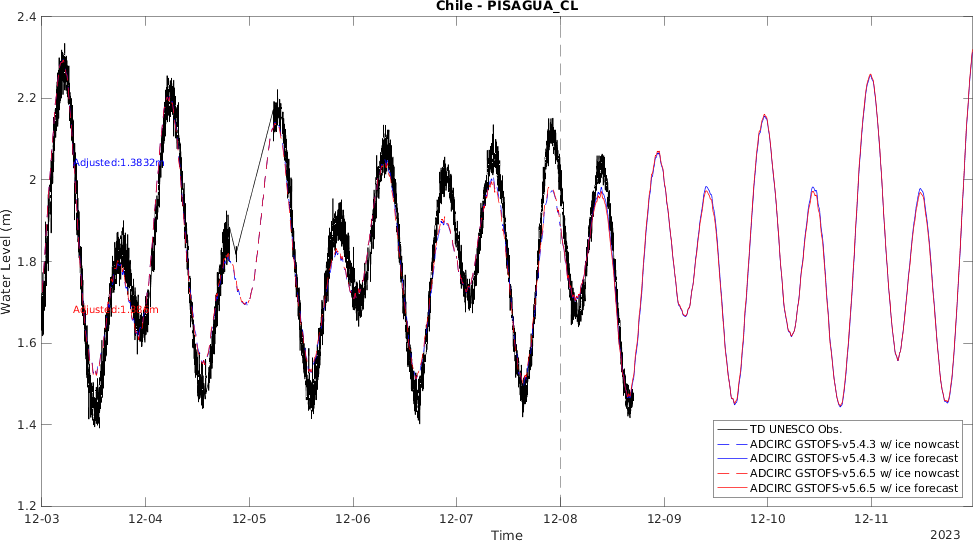 Chile - PISAGUA_CL
2.4
2.2
2
1.8
1.6
1.4
1.2
Water Level (m)
Adjusted:1.3832m
12-03
12-04
12-05
12-06
12-07
12-08
12-09
12-10
12-11
2023
Time
TD UNESCO Obs.
ADCIRC GSTOFS-v5.4.3 w/ ice nowcast
ADCIRC GSTOFS-v5.4.3 w/ ice forecast
ADCIRC GSTOFS-v5.6.5 w/ ice nowcast
ADCIRC GSTOFS-v5.6.5 w/ ice forecast